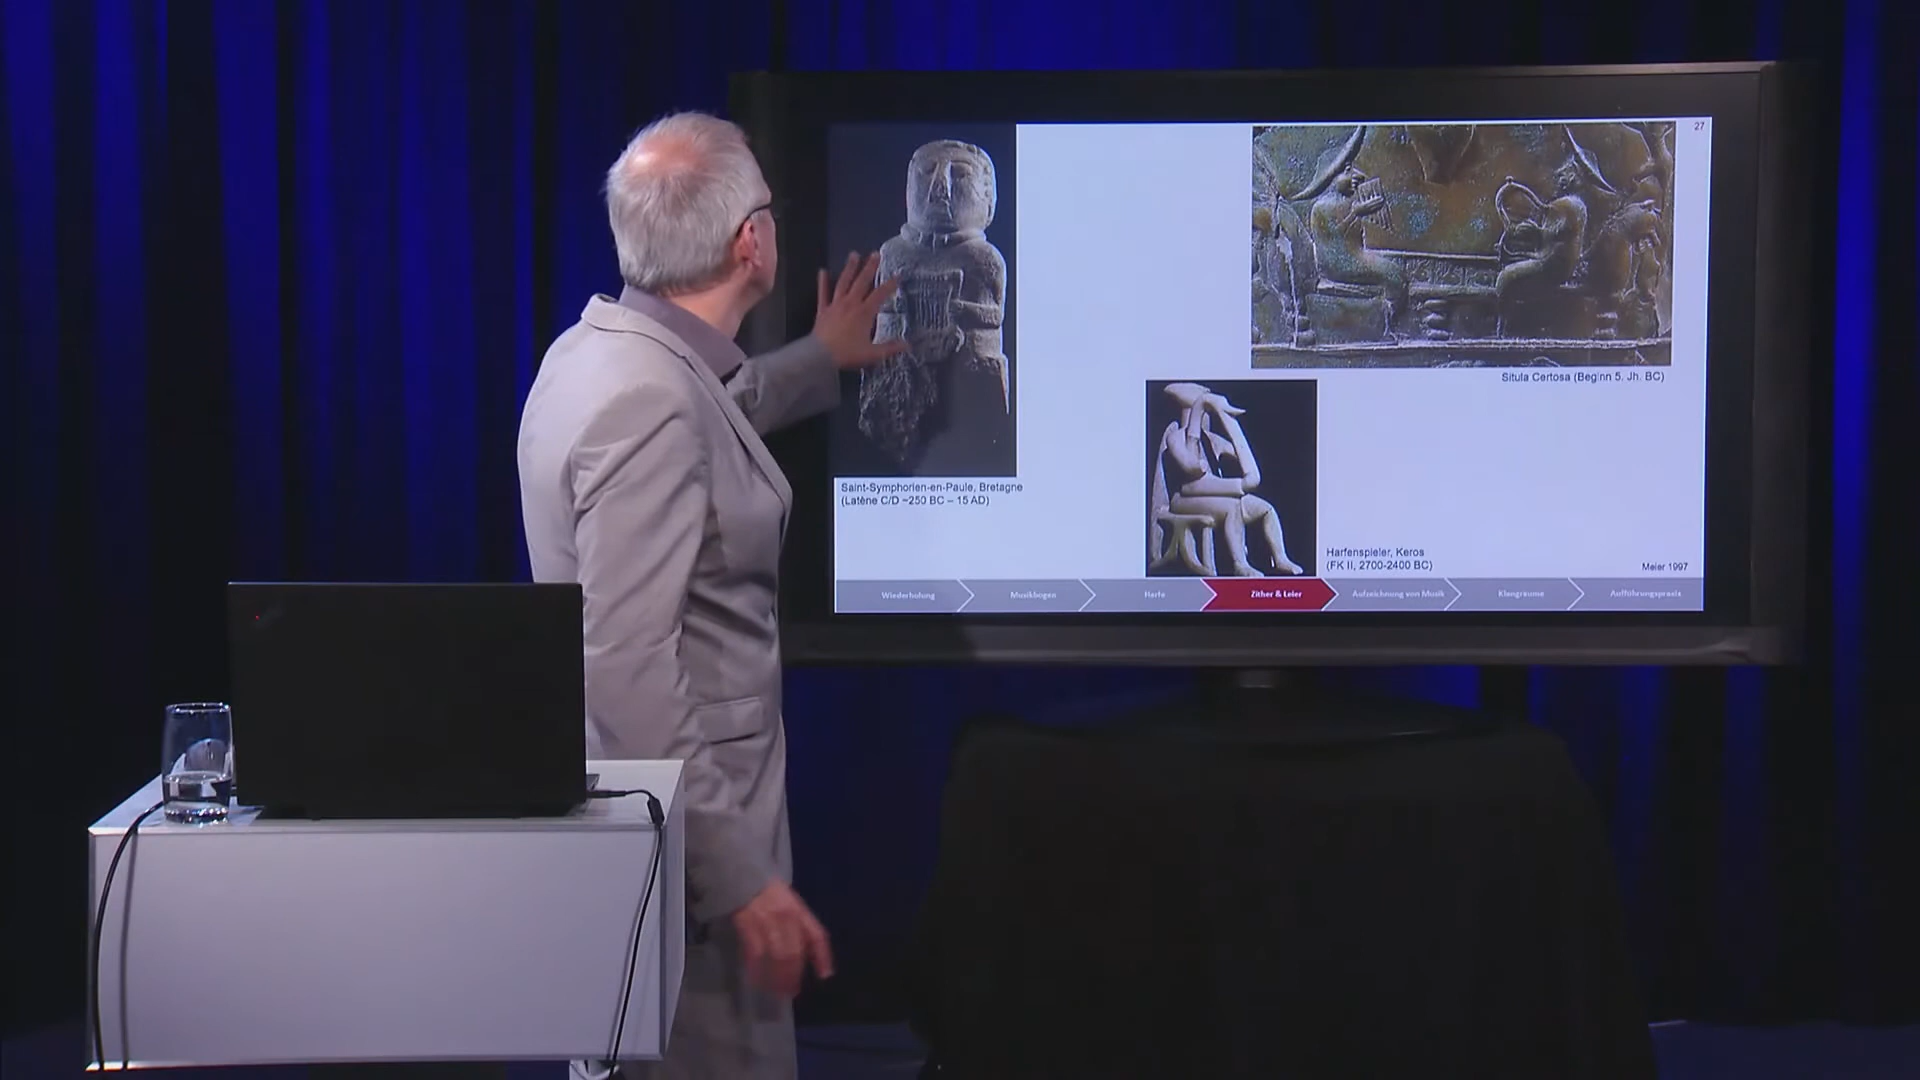 27
Situla Certosa (Beginn 5. Jh. BC)
Saint-Symphorien-en-Paule, Bretagne
(Latène C/D ~250 BC – 15 AD)
Harfenspieler, Keros
(FK II, 2700-2400 BC)
Meier 1997
Wiederholung
Musikbogen
Harfe
Zither & Leier
Aufzeichnung von Musik
Klangräume
Aufführungspraxis